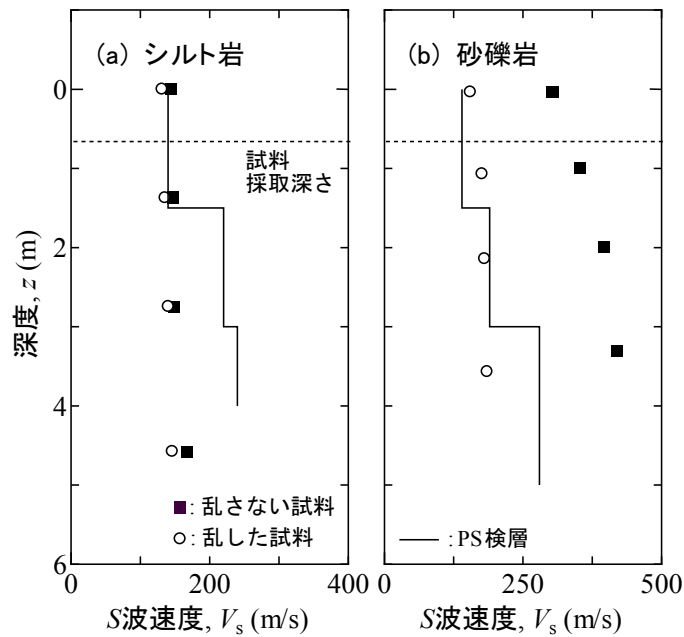 (a) シルト岩
(b) 砂礫岩
0
2
4
6
深度, z (m)
試料
採取深さ
■: 乱さない試料
○: 乱した試料
—— : PS検層
0
200
400
0
250
500
S波速度, Vs (m/s)
S波速度, Vs (m/s)